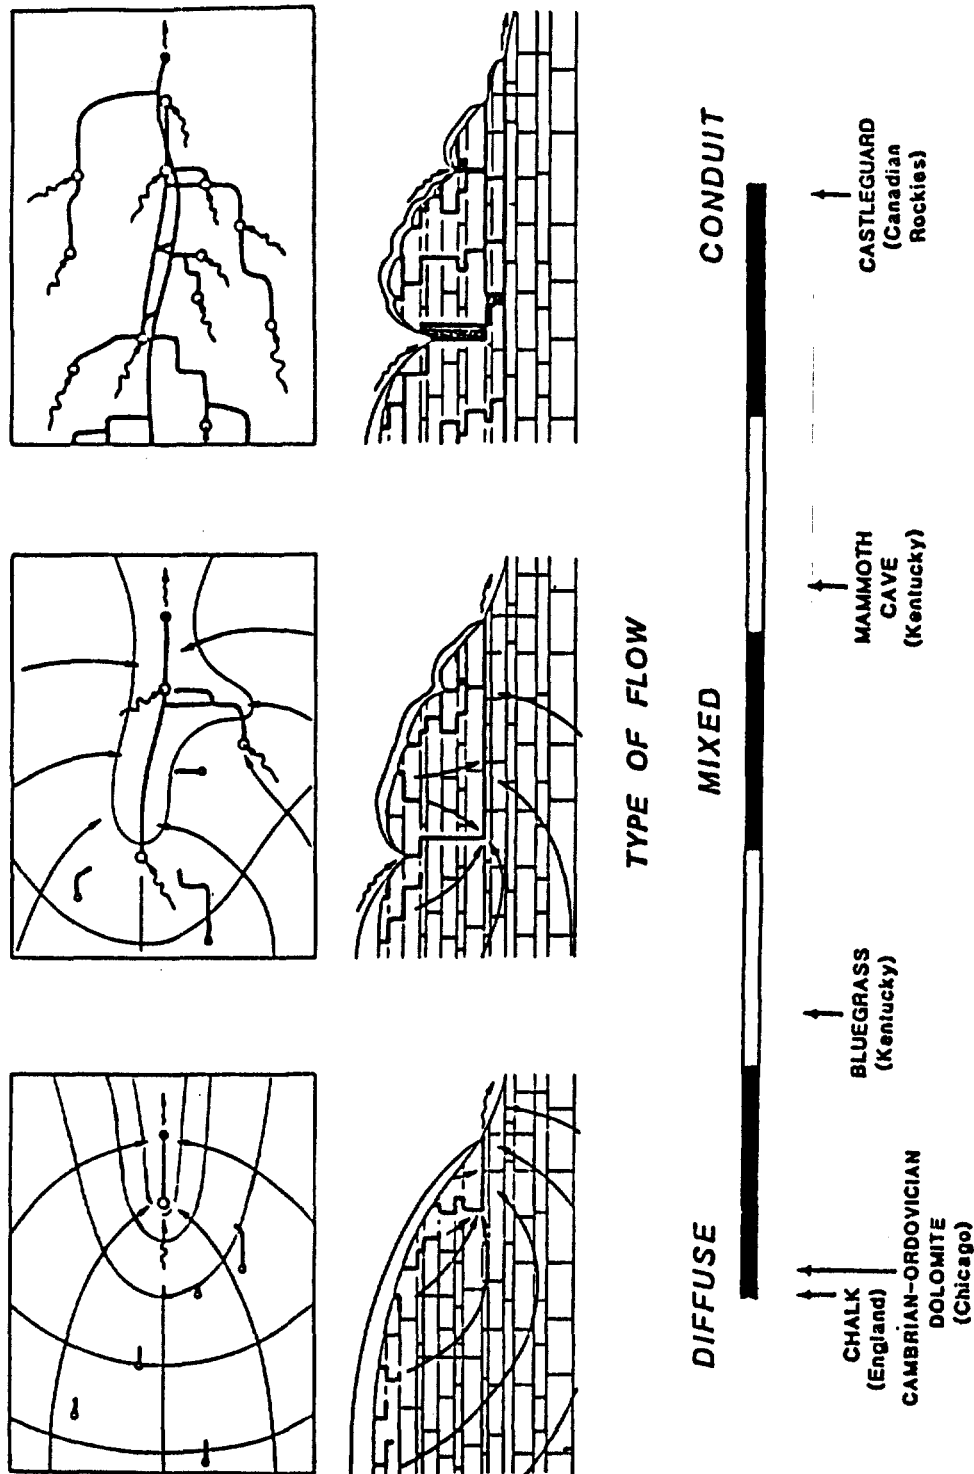 TYPE OF FLOW
DIFFUSE MIXED CONDUIT
CHALK
(England)
CAMBRIAN-ORDOVICIAN
DOLOMITE
(Chicago)
BLUEGRASS
(Kentucky)
MAMMOTH
CAVE
(Kentucky)
CASTLEGUARD
(Canadian
Rockies)